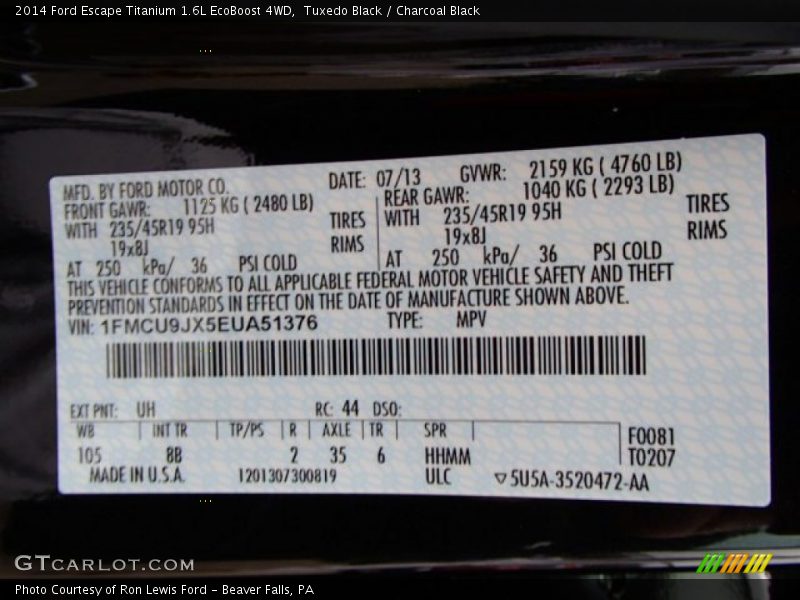 2014 Ford Escape Titanium 1.6L EcoBoost 4WD, Tuxedo Black / Charcoal Black
MFD. BY FORD MOTOR CO. DATE: 07/13 GVWR: 2159 KG ( 4760 LB)
FRONT GAWR: 1125 KG ( 2480 LB) REAR GAWR: 1040 KG ( 2293 LB)
WITH 235/45R19 95H TIRES WITH 235/45R19 95H TIRES
19x8J RIMS 19x8J RIMS
AT 250 kPa/ 36 PSI COLD AT 250 kPa/ 36 PSI COLD
THIS VEHICLE CONFORMS TO ALL APPLICABLE FEDERAL MOTOR VEHICLE SAFETY AND THEFT
PREVENTION STANDARDS IN EFFECT ON THE DATE OF MANUFACTURE SHOWN ABOVE.
VIN: 1FMCU9JX5EUA51376 TYPE: MPV
EXT PNT: UH RC: 44 DSO:
WB INT TR TP/PS R AXLE TR SPR F0081
105 8B 2 35 6 HHMM T0207
MADE IN U.S.A. 1201307300819 ULC ▽5U5A-3520472-AA
GTCARLOT.COM
Photo Courtesy of Ron Lewis Ford - Beaver Falls, PA